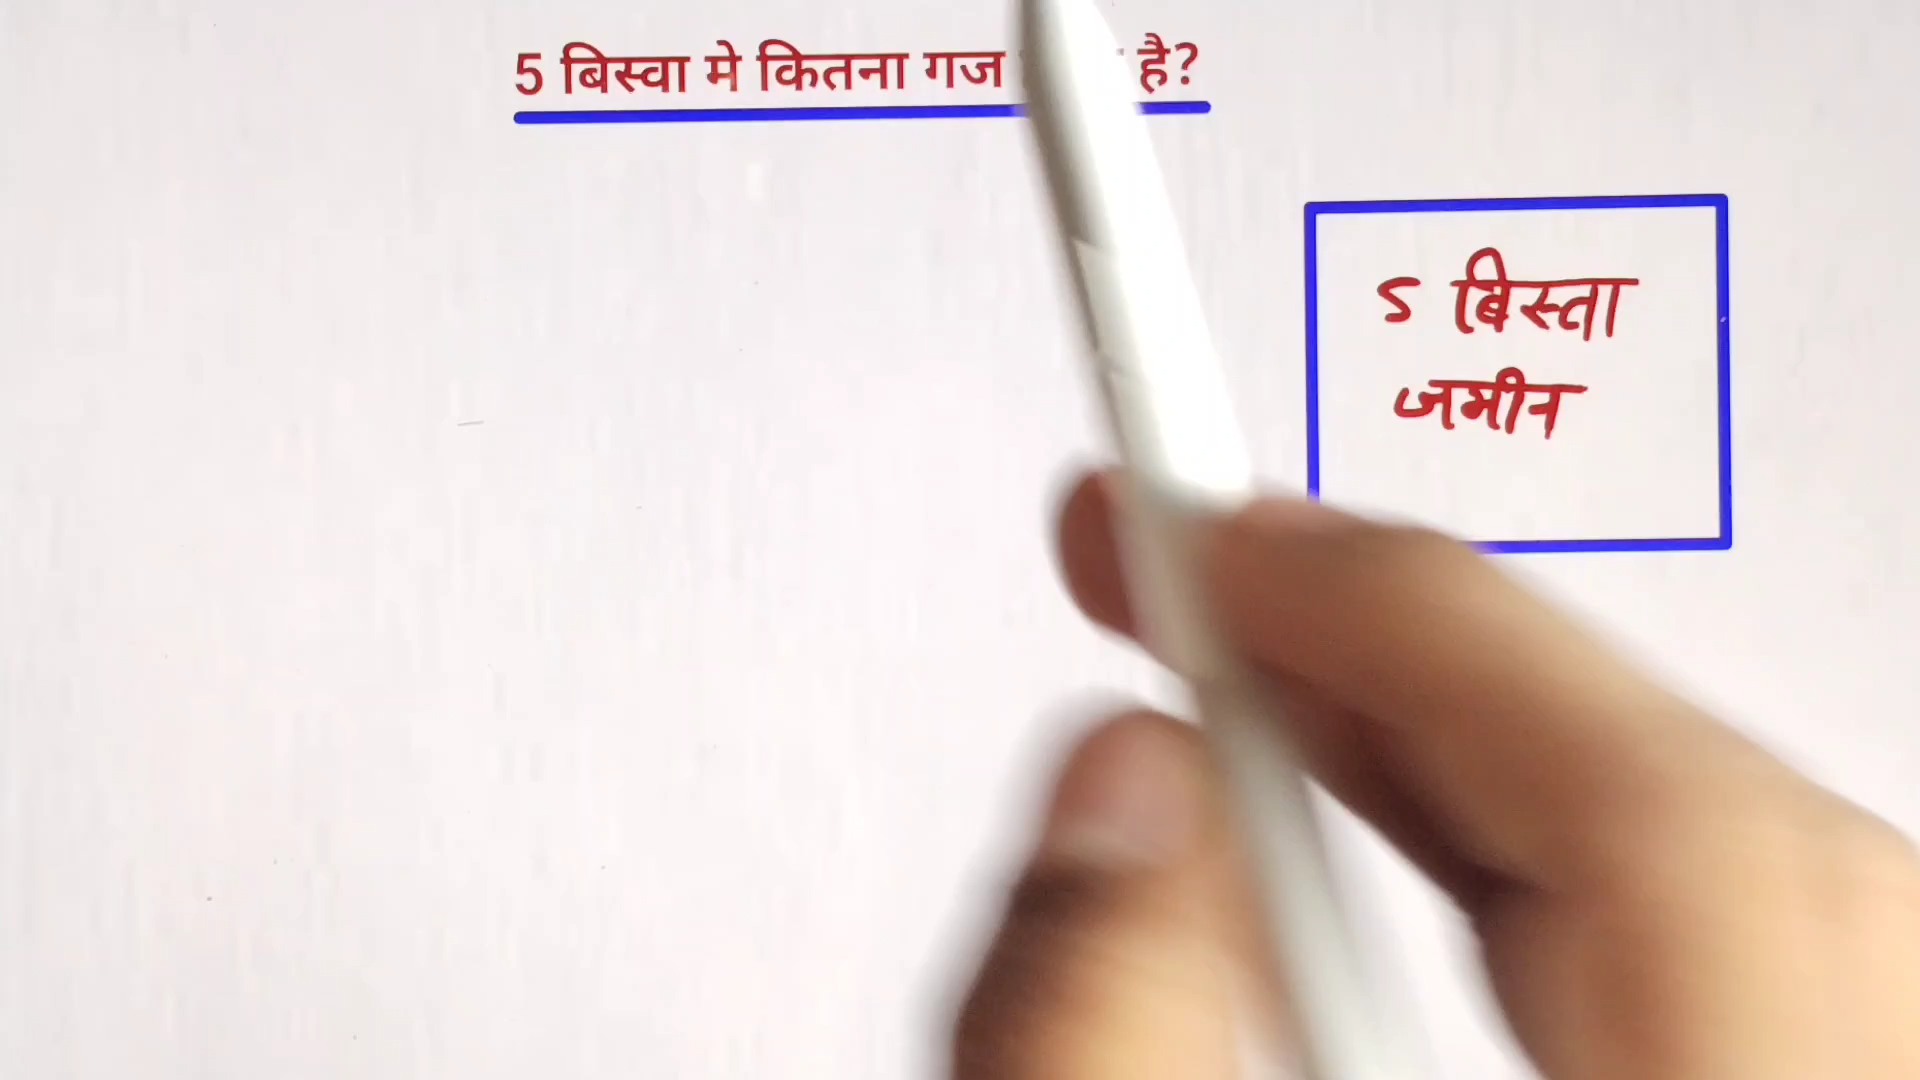 5 बिस्वा मे कितना गज है?
5 बिस्ता
जमीन